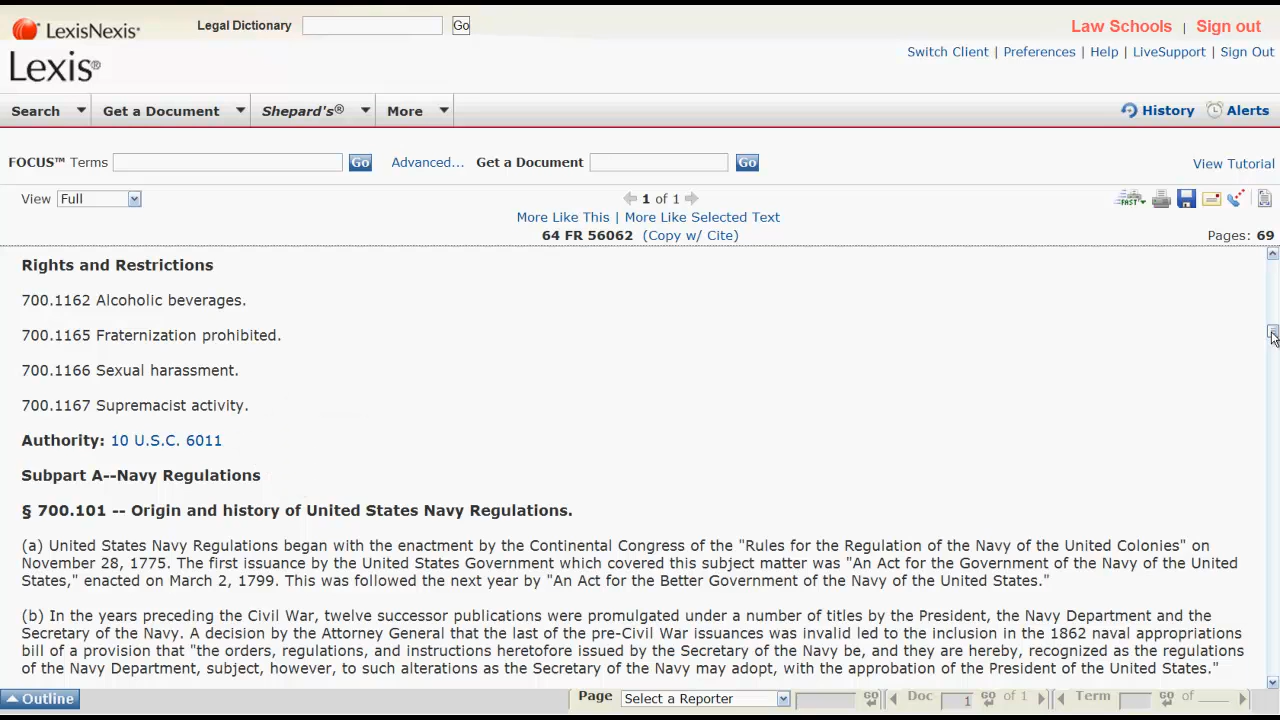 LexisNexis® Legal Dictionary Go Law Schools | Sign out
Lexis® Switch Client | Preferences | Help | LiveSupport | Sign Out
Search Get a Document Shepard's® More History Alerts
FOCUS™ Terms Go Advanced... Get a Document Go View Tutorial
View Full 1 of 1 FAST
More Like This | More Like Selected Text
64 FR 56062 (Copy w/ Cite) Pages: 69
Rights and Restrictions
700.1162 Alcoholic beverages.
700.1165 Fraternization prohibited.
700.1166 Sexual harassment.
700.1167 Supremacist activity.
Authority: 10 U.S.C. 6011
Subpart A--Navy Regulations
§ 700.101 -- Origin and history of United States Navy Regulations.
(a) United States Navy Regulations began with the enactment by the Continental Congress of the "Rules for the Regulation of the Navy of the United Colonies" on
November 28, 1775. The first issuance by the United States Government which covered this subject matter was "An Act for the Government of the Navy of the United
States," enacted on March 2, 1799. This was followed the next year by "An Act for the Better Government of the Navy of the United States."
(b) In the years preceding the Civil War, twelve successor publications were promulgated under a number of titles by the President, the Navy Department and the
Secretary of the Navy. A decision by the Attorney General that the last of the pre-Civil War issuances was invalid led to the inclusion in the 1862 naval appropriations
bill of a provision that "the orders, regulations, and instructions heretofore issued by the Secretary of the Navy be, and they are hereby, recognized as the regulations
of the Navy Department, subject, however, to such alterations as the Secretary of the Navy may adopt, with the approbation of the President of the United States."
Outline Page Select a Reporter GO Doc 1 GO of 1 Term GO of